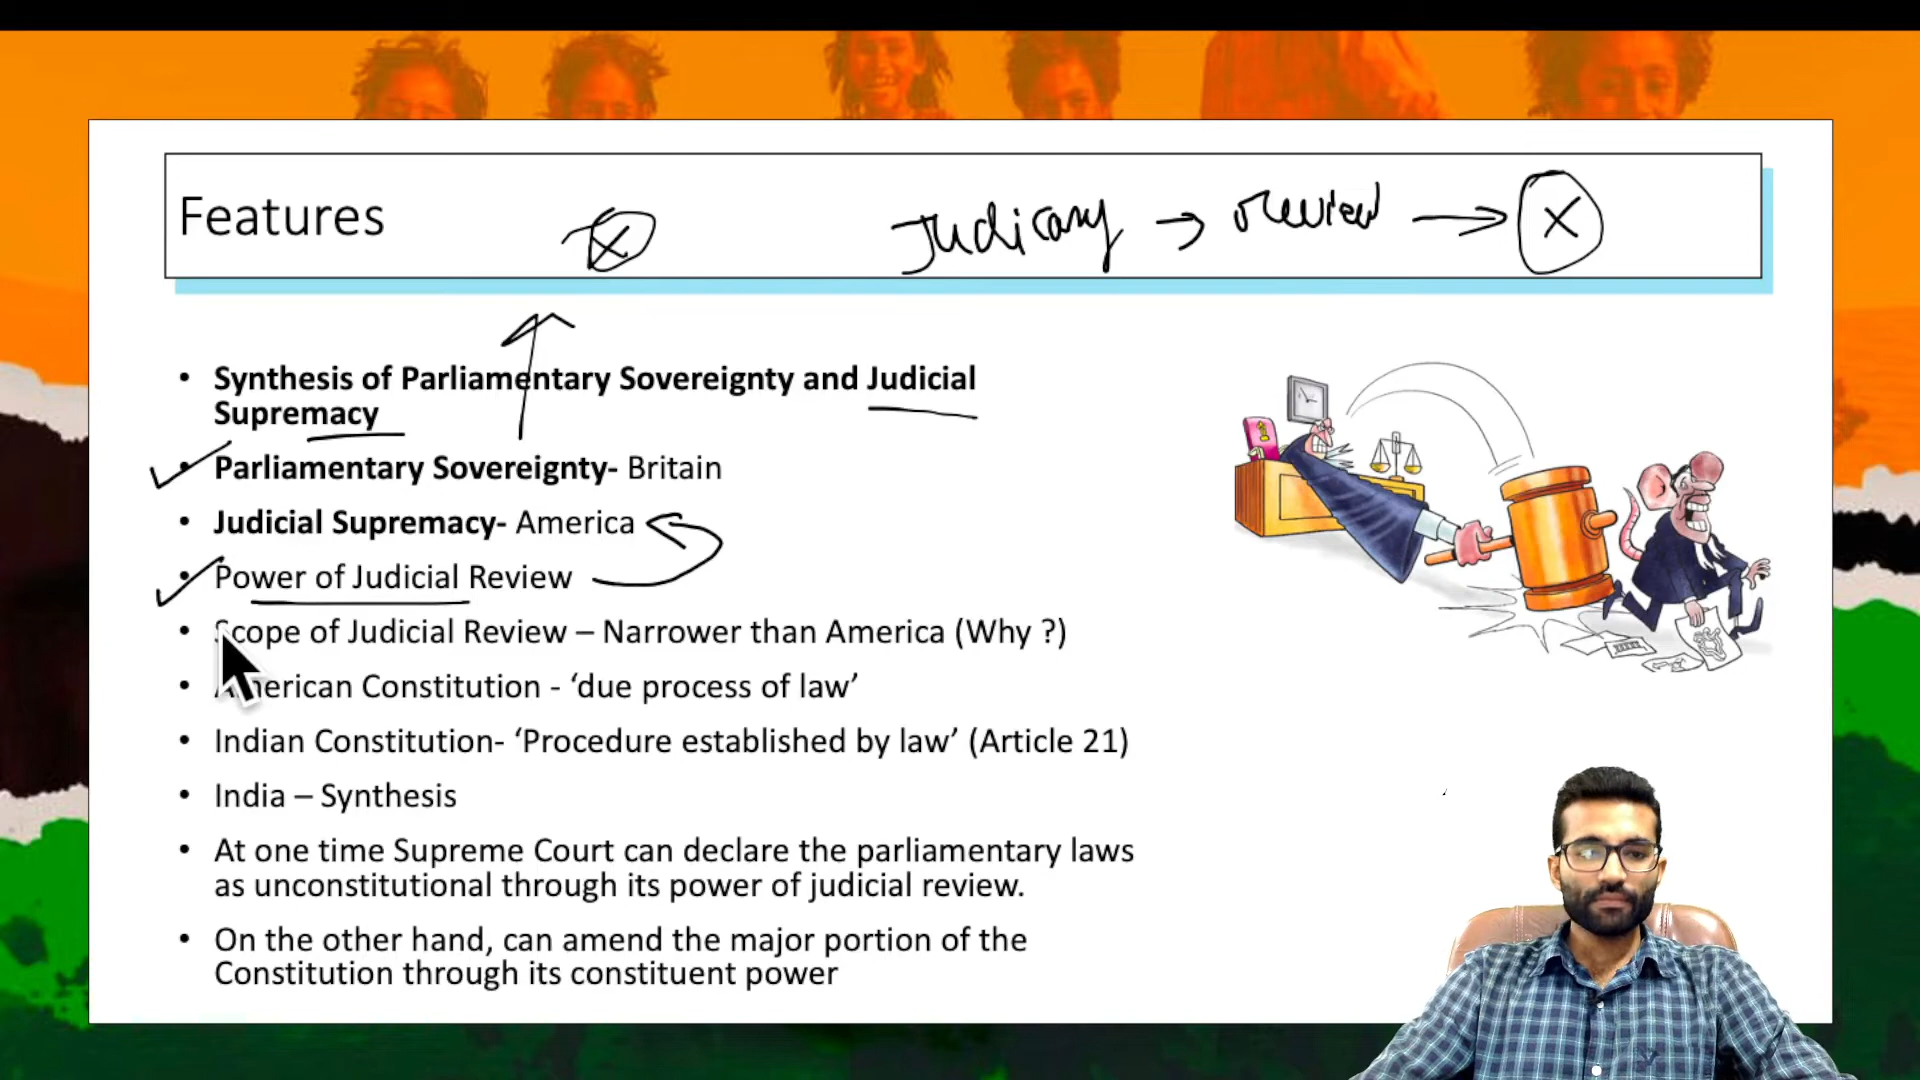 Features
Judicary → review → X
• Synthesis of Parliamentary Sovereignty and Judicial
Supremacy
• Parliamentary Sovereignty- Britain
• Judicial Supremacy- America
• Power of Judicial Review
• Scope of Judicial Review – Narrower than America (Why ?)
• American Constitution - ‘due process of law’
• Indian Constitution- ‘Procedure established by law’ (Article 21)
• India – Synthesis
• At one time Supreme Court can declare the parliamentary laws
as unconstitutional through its power of judicial review.
• On the other hand, can amend the major portion of the
Constitution through its constituent power